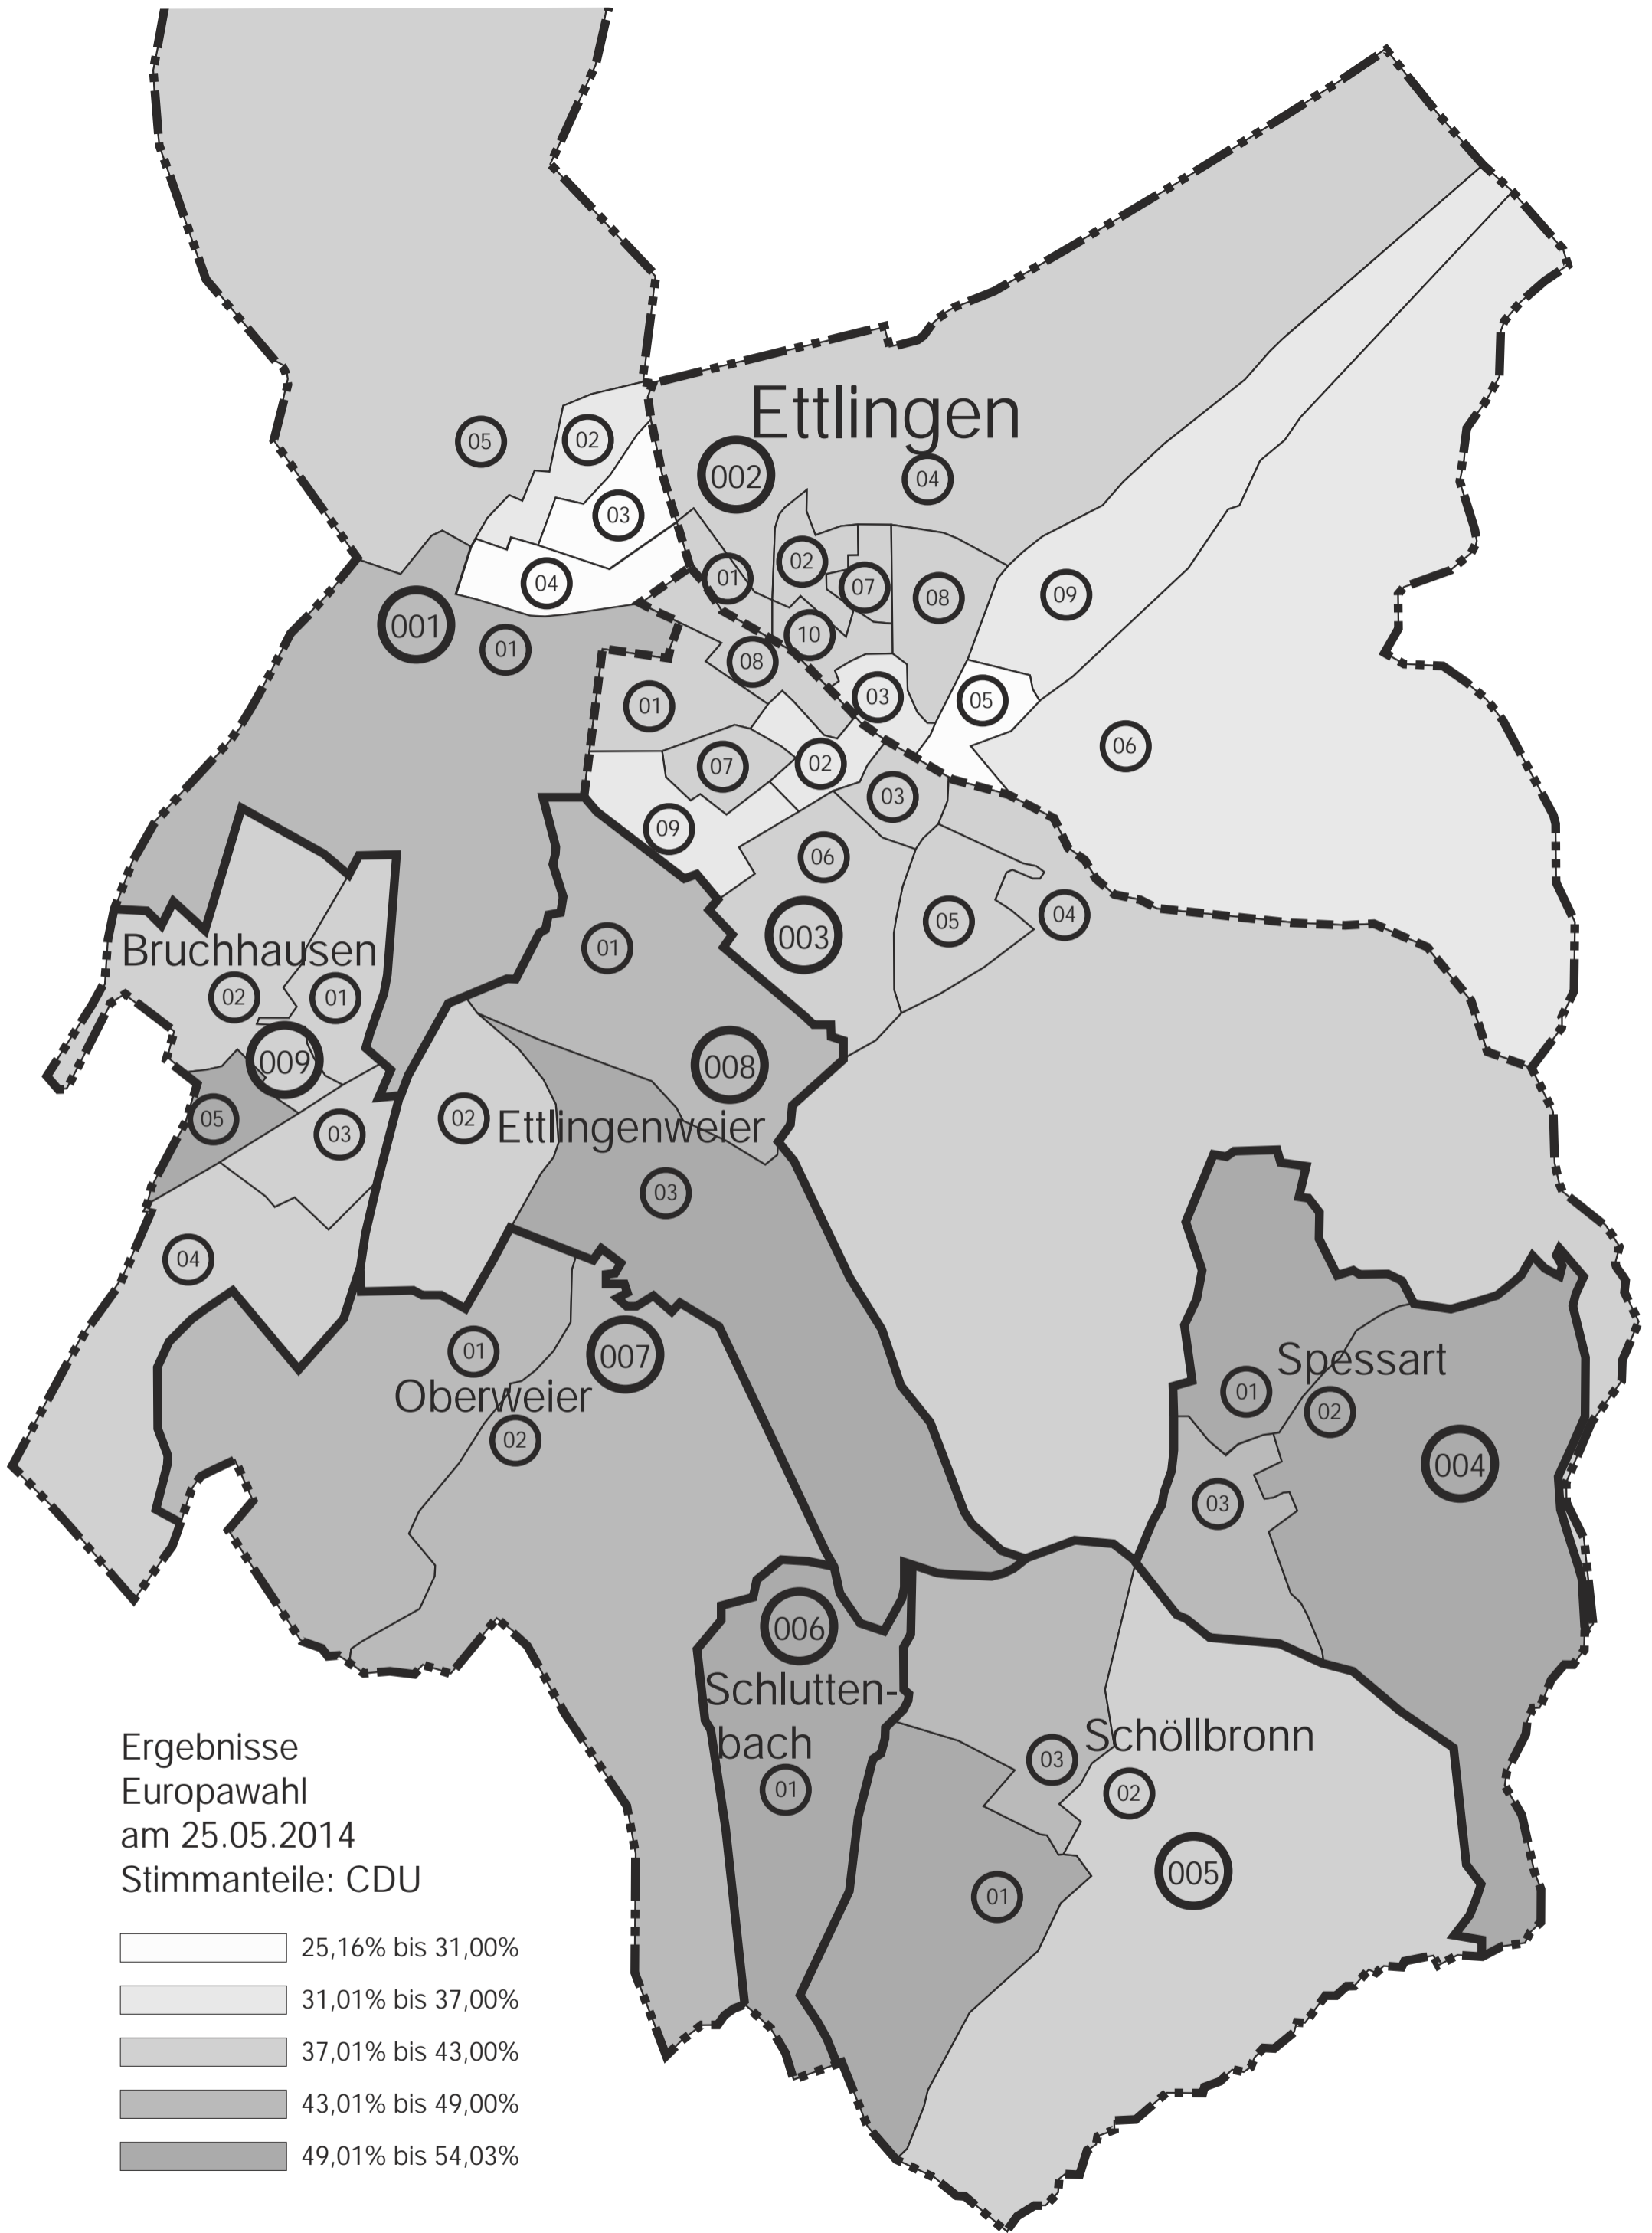 Ettlingen
05
02
002
04
03
02
01
07
04
08
09
001
10
01
08
03
05
01
06
02
07
03
09
06
04
05
003
01
Bruchhausen
02
01
009
008
02
05
Ettlingenweier
03
03
04
01
007
Spessart
01
Oberweier
02
02
004
03
006
Schlutten-
bach
01
Schöllbronn
03
02
005
01
Ergebnisse
Europawahl
am 25.05.2014
Stimmanteile: CDU
25,16% bis 31,00%
31,01% bis 37,00%
37,01% bis 43,00%
43,01% bis 49,00%
49,01% bis 54,03%